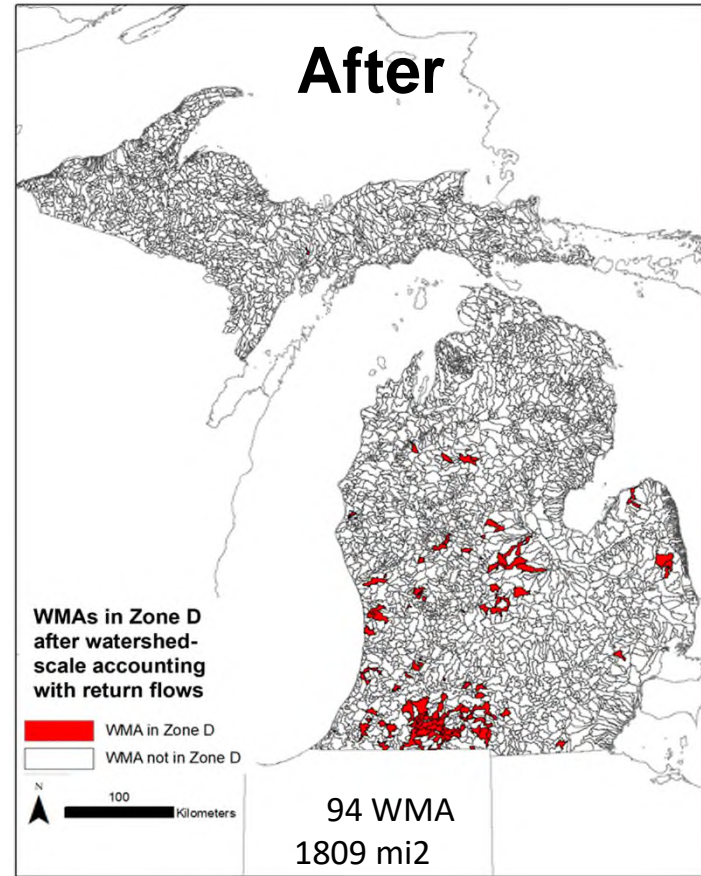 After
WMAs in Zone D
after watershed-
scale accounting
with return flows
WMA in Zone D
WMA not in Zone D
N
100
Kilometers
94 WMA
1809 mi2